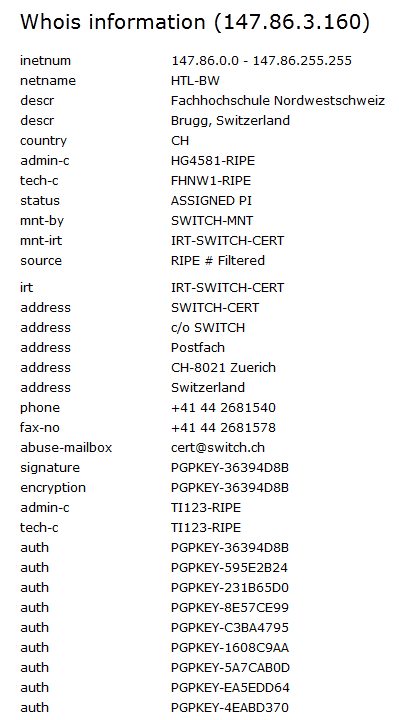 Whois information (147.86.3.160)
inetnum 147.86.0.0 - 147.86.255.255
netname HTL-BW
descr Fachhochschule Nordwestschweiz
descr Brugg, Switzerland
country CH
admin-c HG4581-RIPE
tech-c FHNW1-RIPE
status ASSIGNED PI
mnt-by SWITCH-MNT
mnt-irt IRT-SWITCH-CERT
source RIPE # Filtered
irt IRT-SWITCH-CERT
address SWITCH-CERT
address c/o SWITCH
address Postfach
address CH-8021 Zuerich
address Switzerland
phone +41 44 2681540
fax-no +41 44 2681578
abuse-mailbox cert@switch.ch
signature PGPKEY-36394D8B
encryption PGPKEY-36394D8B
admin-c TI123-RIPE
tech-c TI123-RIPE
auth PGPKEY-36394D8B
auth PGPKEY-595E2B24
auth PGPKEY-231B65D0
auth PGPKEY-8E57CE99
auth PGPKEY-C3BA4795
auth PGPKEY-1608C9AA
auth PGPKEY-5A7CAB0D
auth PGPKEY-EA5EDD64
auth PGPKEY-4EABD370